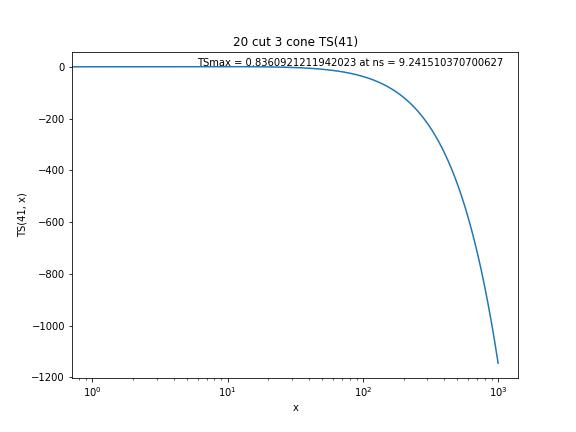 20 cut 3 cone TS(41)
TSmax = 0.8360921211942023 at ns = 9.241510370700627
TS(41, x)
0
−200
−400
−600
−800
−1000
−1200
10⁰
10¹
10²
10³
x